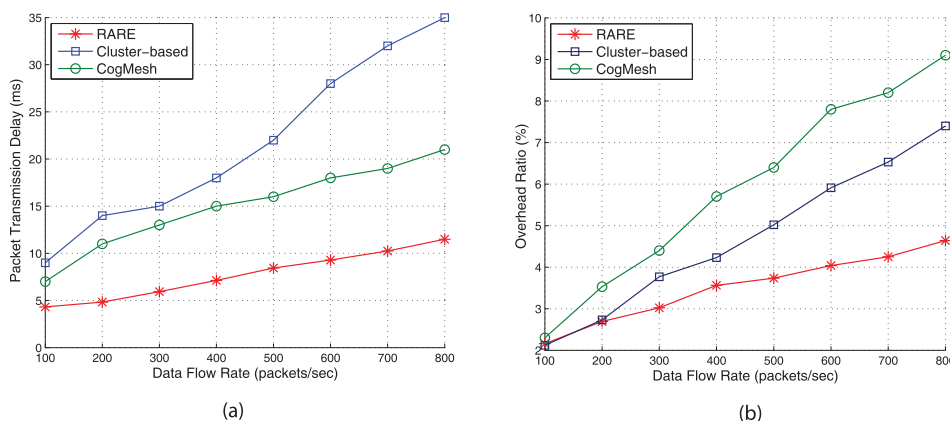 RARE
Cluster-based
CogMesh
35
30
25
20
15
10
5
0
Packet Transmission Delay (ms)
100 200 300 400 500 600 700 800
Data Flow Rate (packets/sec)
(a)
RARE
Cluster-based
CogMesh
10
9
8
7
6
5
4
3
2
Overhead Ratio (%)
100 200 300 400 500 600 700 800
Data Flow Rate (packets/sec)
(b)